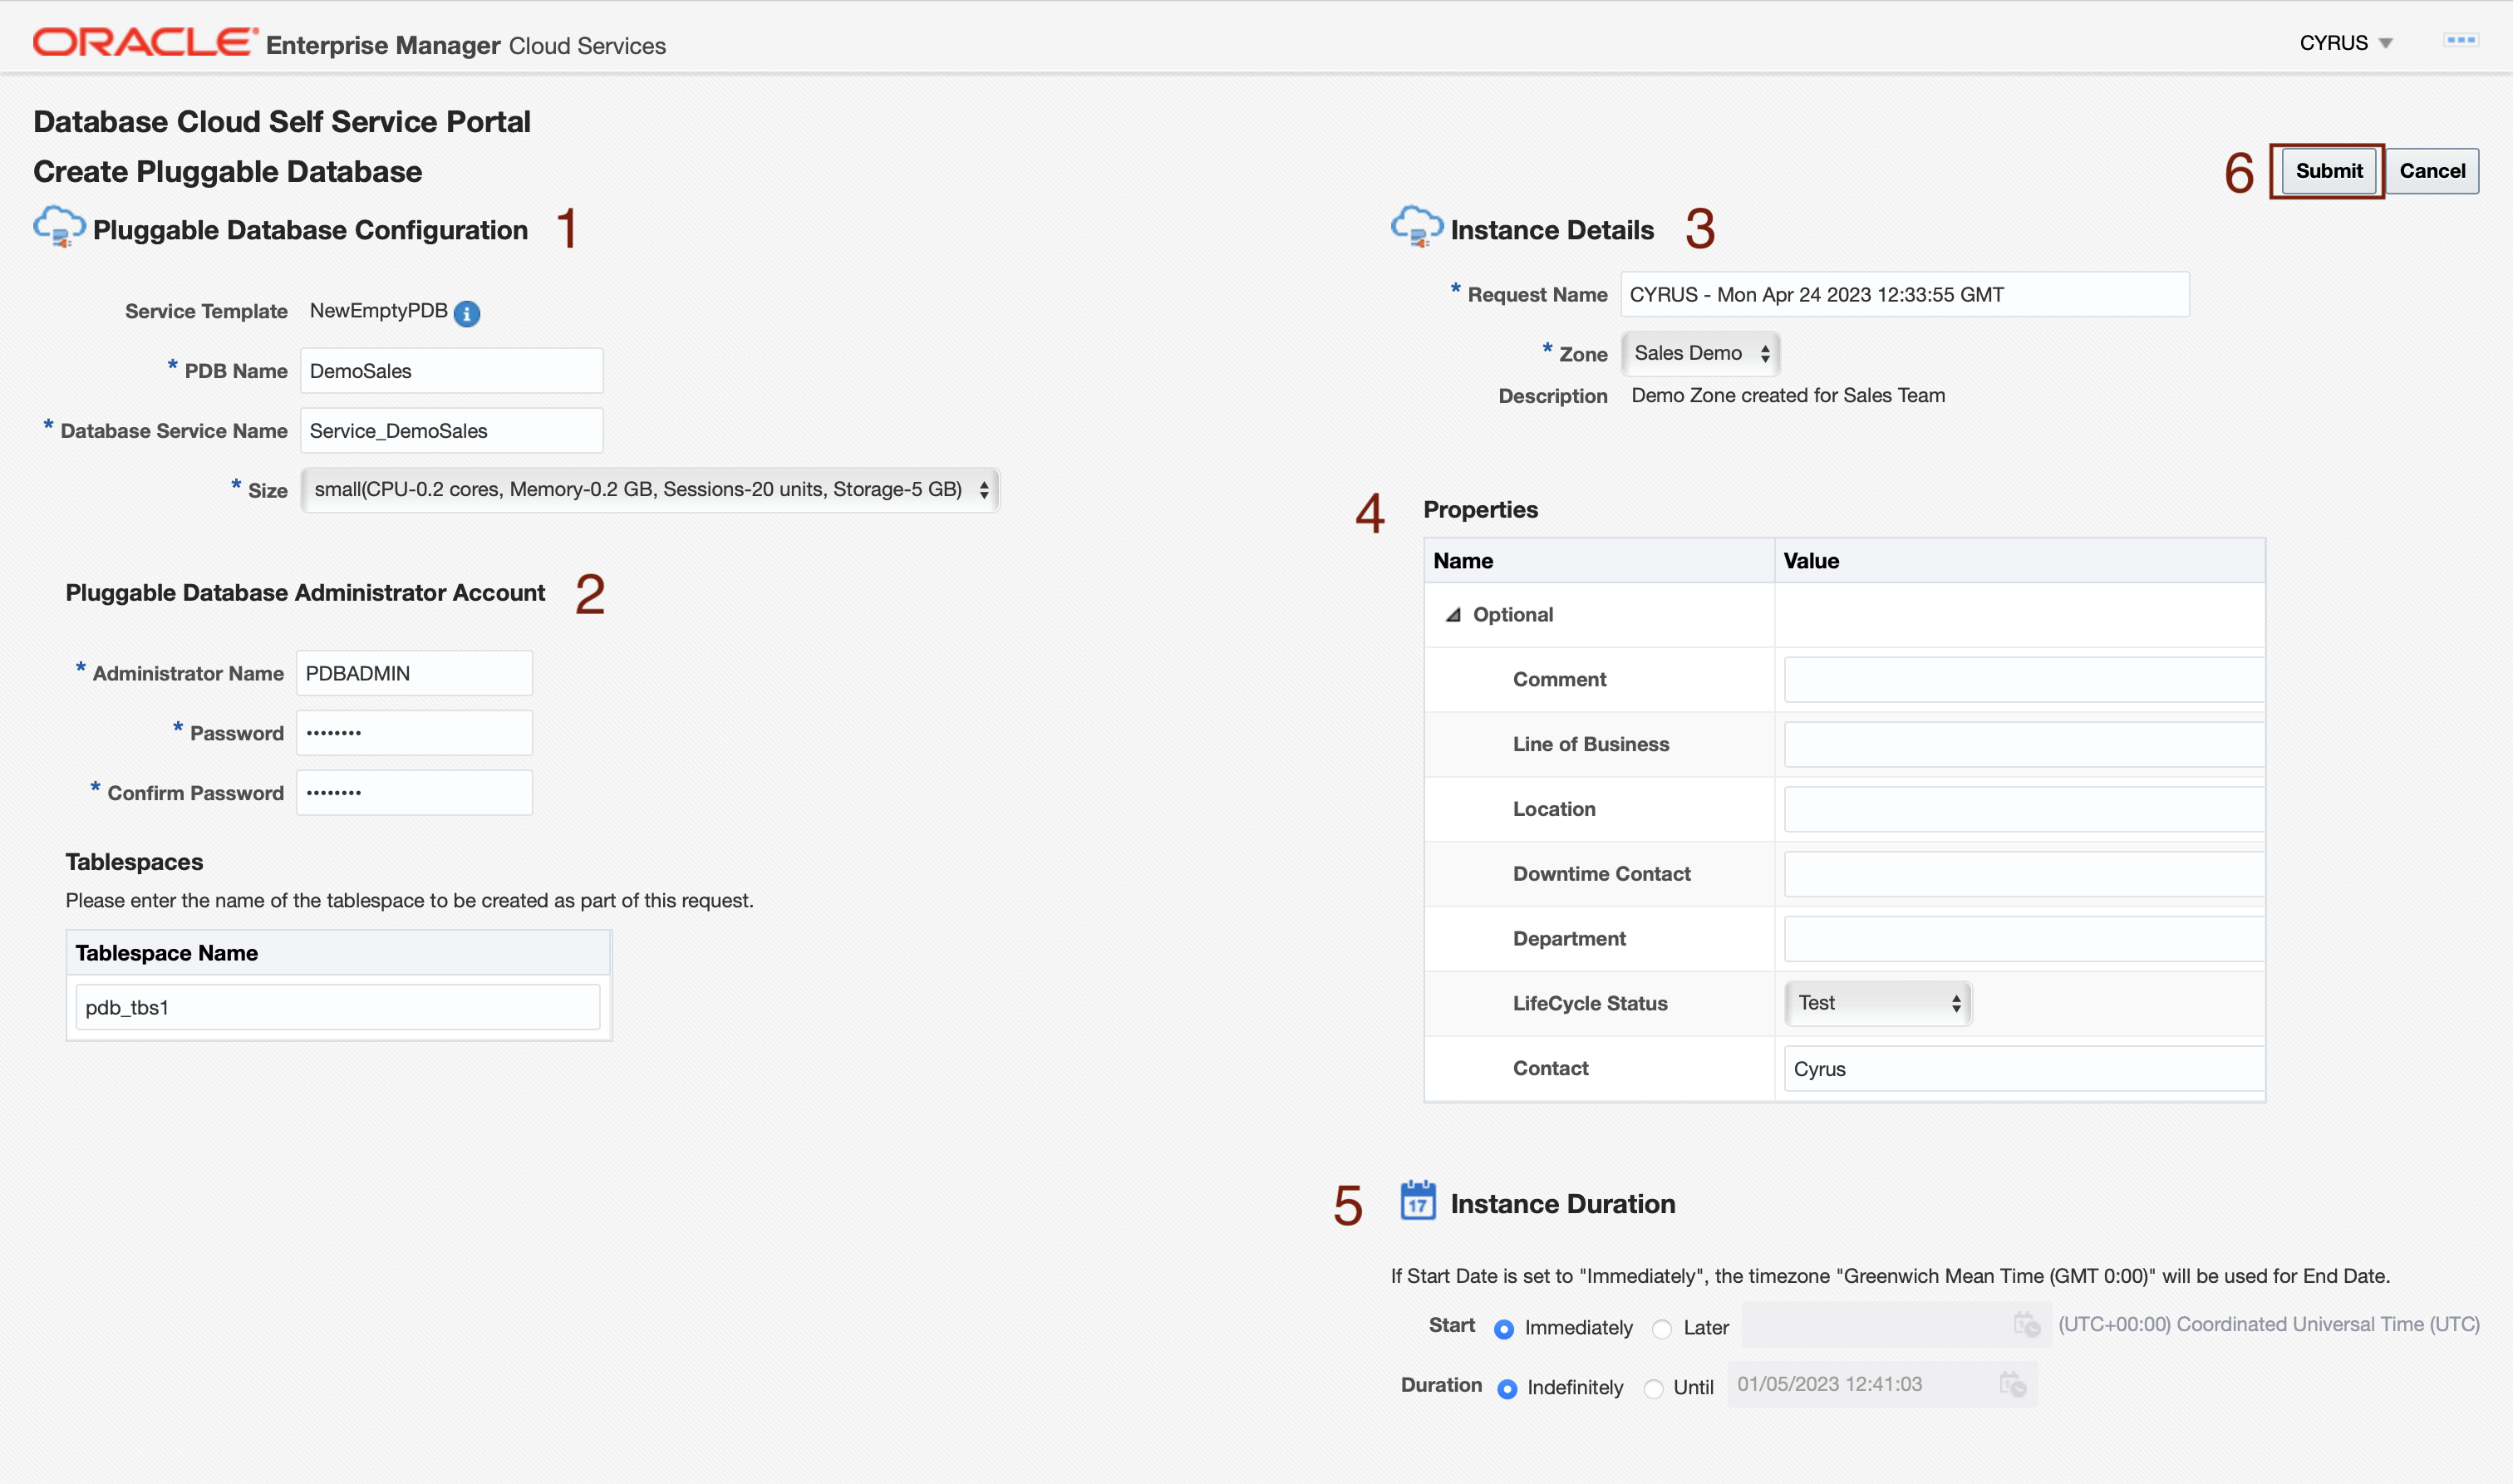 ORACLE Enterprise Manager Cloud Services
CYRUS
Database Cloud Self Service Portal
Create Pluggable Database
6 Submit Cancel
Pluggable Database Configuration 1
Service Template NewEmptyPDB
* PDB Name DemoSales
* Database Service Name Service_DemoSales
* Size small(CPU-0.2 cores, Memory-0.2 GB, Sessions-20 units, Storage-5 GB)
Pluggable Database Administrator Account 2
* Administrator Name PDBADMIN
* Password ••••••••
* Confirm Password ••••••••
Tablespaces
Please enter the name of the tablespace to be created as part of this request.
Tablespace Name
pdb_tbs1
Instance Details 3
* Request Name CYRUS - Mon Apr 24 2023 12:33:55 GMT
* Zone Sales Demo
Description Demo Zone created for Sales Team
4 Properties
Name Value
Optional
Comment
Line of Business
Location
Downtime Contact
Department
LifeCycle Status Test
Contact Cyrus
5 17 Instance Duration
If Start Date is set to "Immediately", the timezone "Greenwich Mean Time (GMT 0:00)" will be used for End Date.
Start Immediately Later (UTC+00:00) Coordinated Universal Time (UTC)
Duration Indefinitely Until 01/05/2023 12:41:03